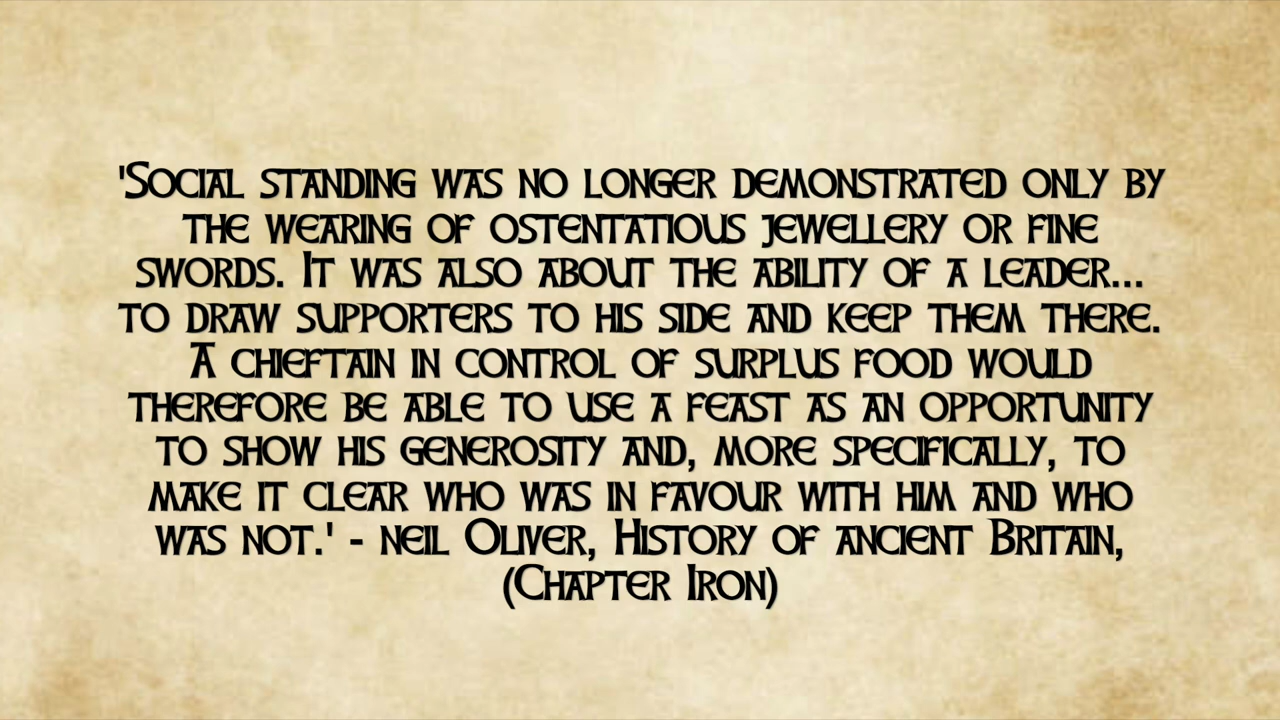 'Social standing was no longer demonstrated only by
the wearing of ostentatious jewellery or fine
swords. It was also about the ability of a leader...
to draw supporters to his side and keep them there.
A chieftain in control of surplus food would
therefore be able to use a feast as an opportunity
to show his generosity and, more specifically, to
make it clear who was in favour with him and who
was not.' - neil Oliver, History of ancient Britain,
(Chapter Iron)